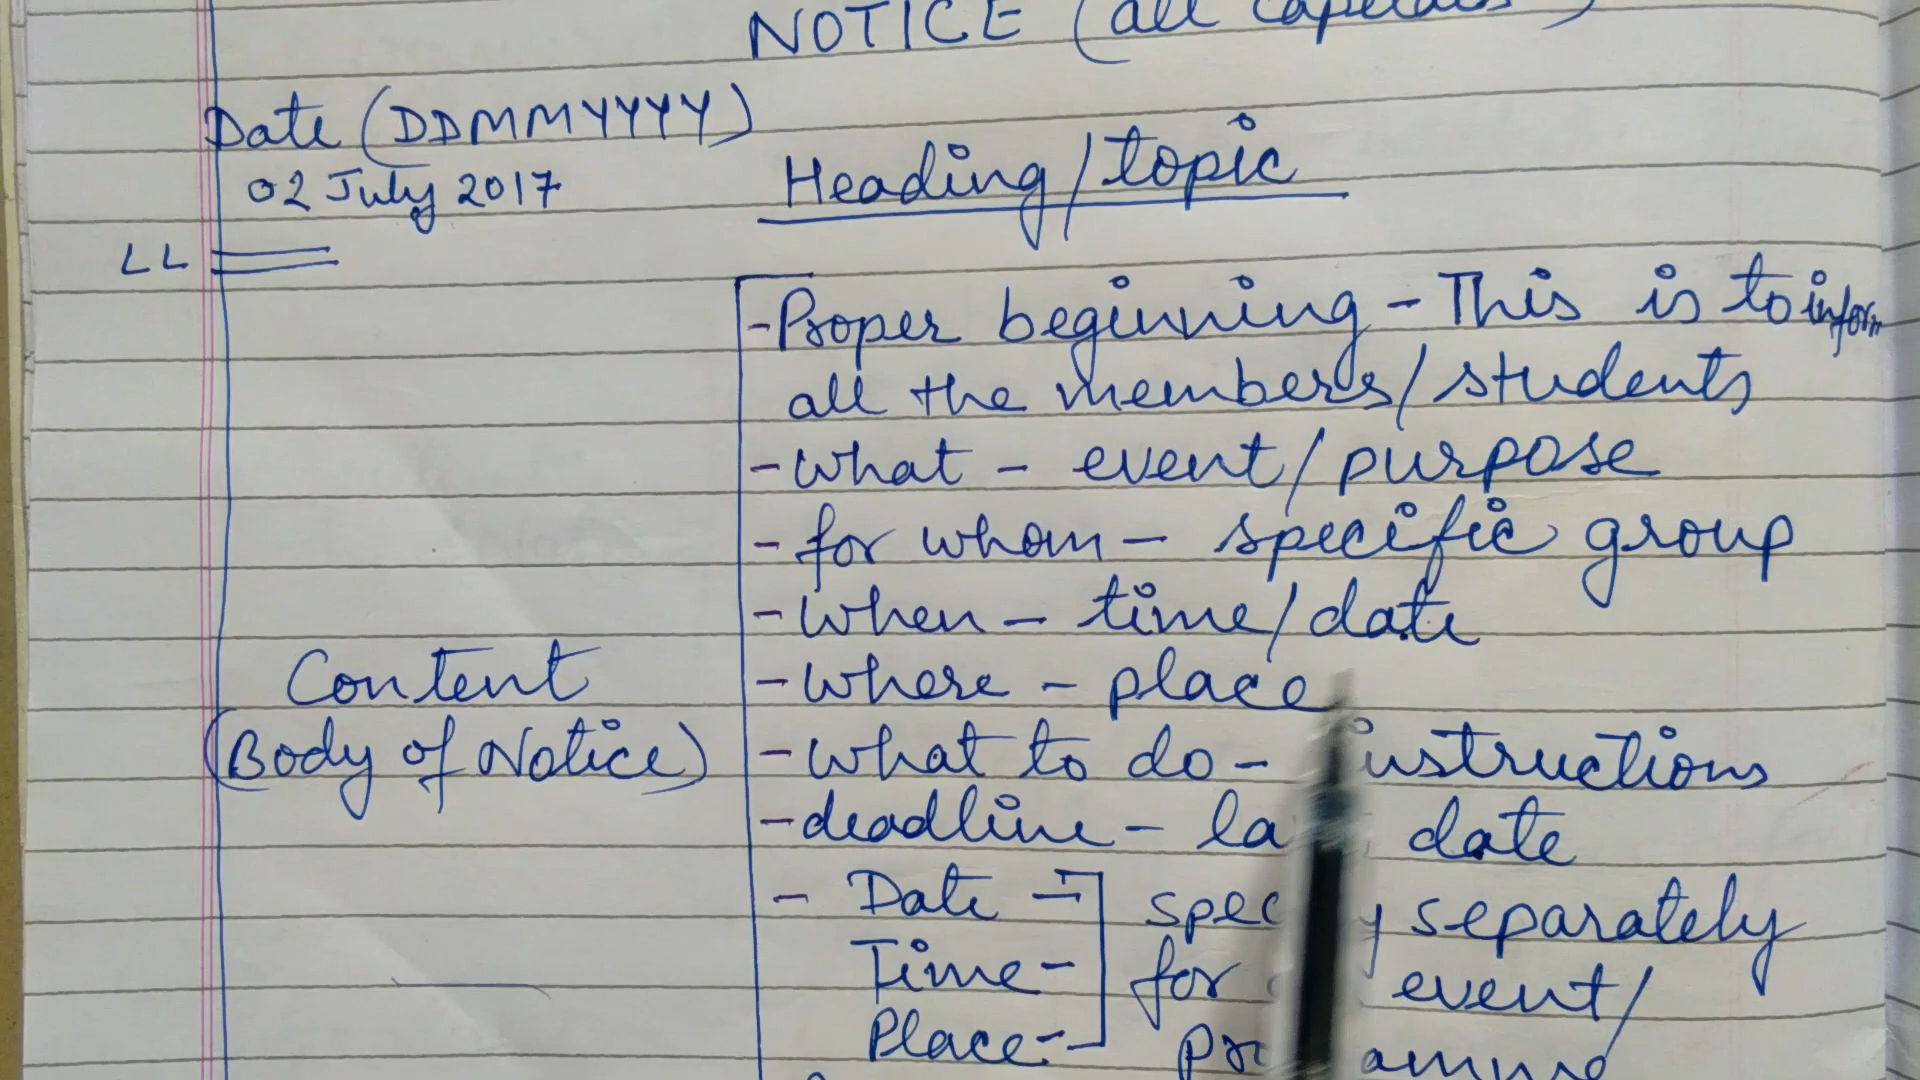 NOTICE (all capitals)
Date (DDMMYYYY)
02 July 2017
Heading/topic
LL
- Proper beginning - This is to inform
all the members/students
- what - event/purpose
- for whom - specific group
- when - time/date
- where - place
Content
(Body of Notice)
- what to do - instructions
- deadline - date
- Date - separately
Time - for event/
Place:-